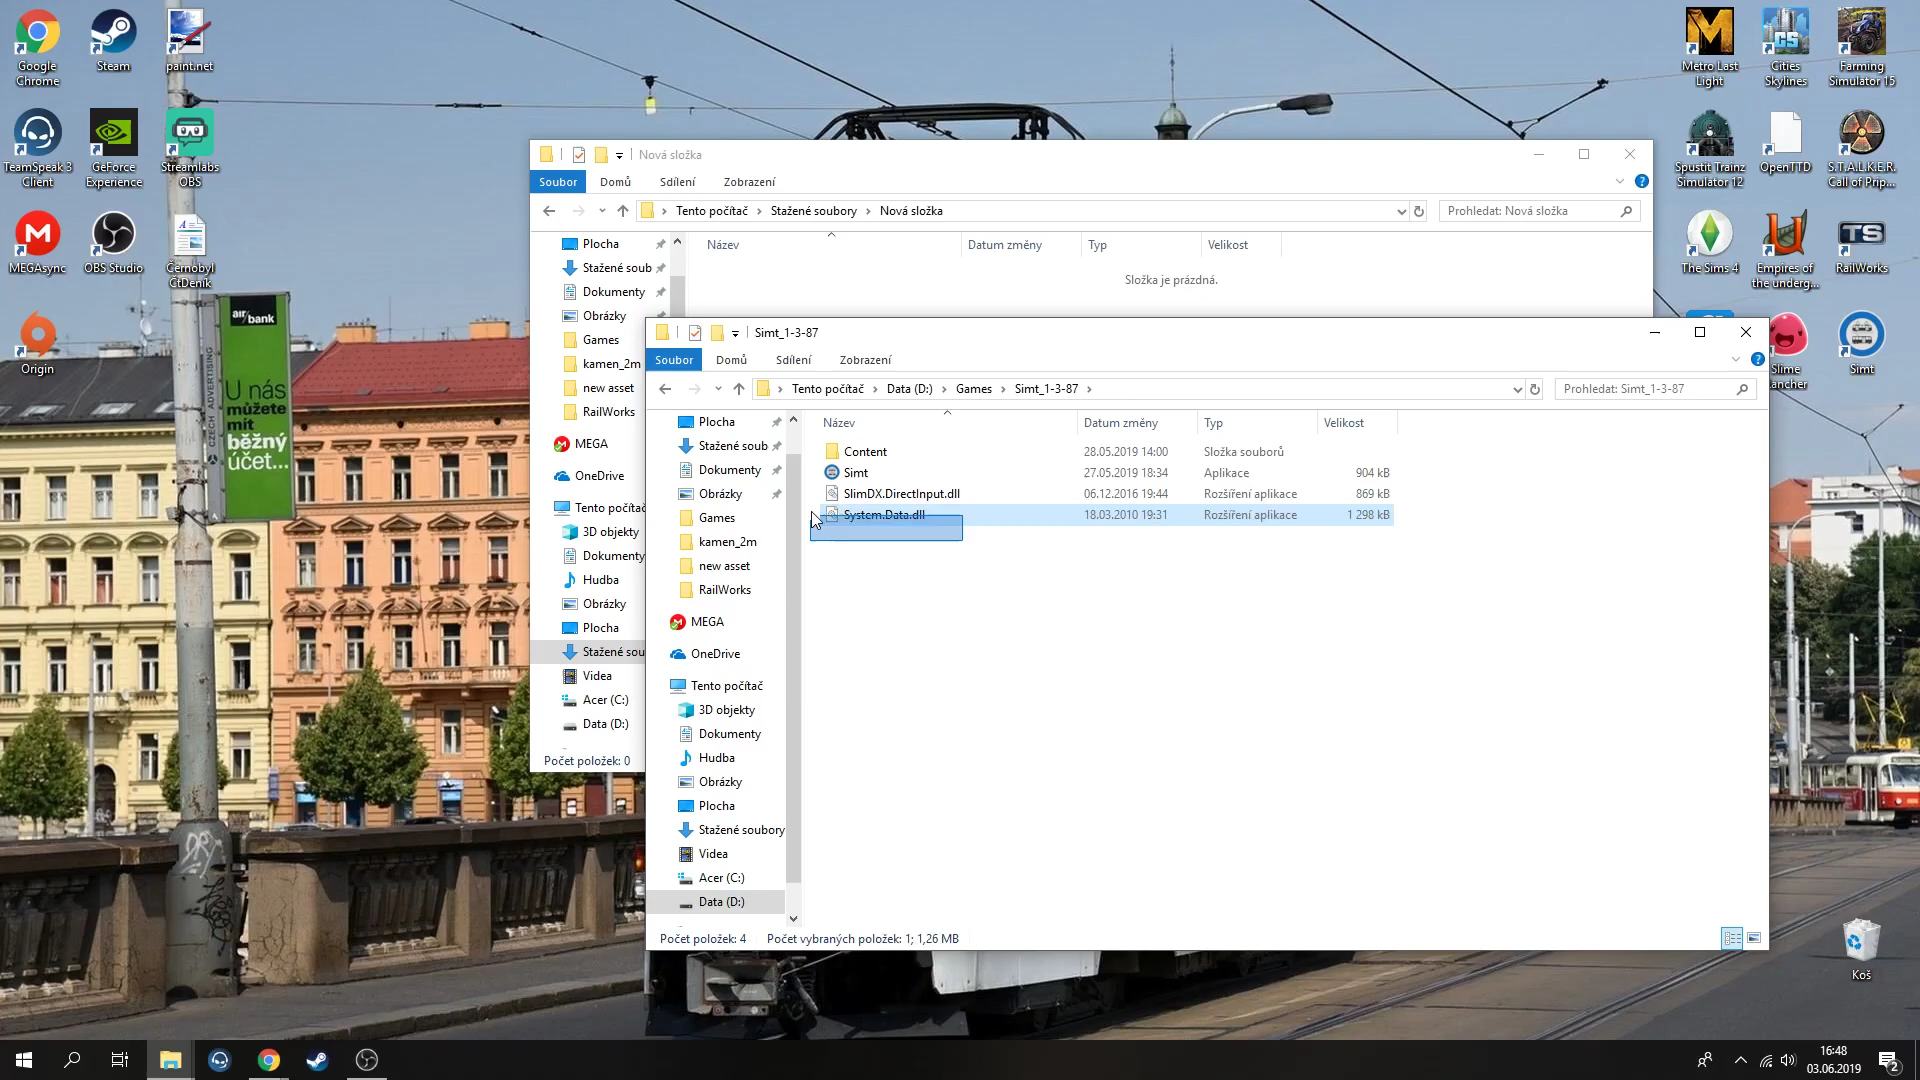 Google
Chrome
Steam
paint.net
TeamSpeak 3
Client
GeForce
Experience
Streamlabs
OBS
MEGAsync
OBS Studio
Černobyl
ČtDeník
Origin
air/
bank
CZECH ADVERTISING
U nás
můžete
mít
běžný
účet...
Metro Last
Light
Cities
Skylines
Farming
Simulator 15
Spustit Trainz
Simulator 12
OpenTTD
S.T.A.L.K.E.R.
Call of Prip...
The Sims 4
Empires of
the underg...
RailWorks
Slime
Simt
Koš
Nová složka
Soubor
Domů
Sdílení
Zobrazení
Tento počítač > Stažené soubory > Nová složka
Prohledat: Nová složka
Název
Datum změny
Typ
Velikost
Složka je prázdná.
Plocha
Stažené soub
Dokumenty
Obrázky
Games
kamen_2m
new asset
RailWorks
MEGA
OneDrive
Tento počítač
3D objekty
Dokumenty
Hudba
Obrázky
Plocha
Stažené sou
Videa
Acer (C:)
Data (D:)
Počet položek: 0
Simt_1-3-87
Soubor
Domů
Sdílení
Zobrazení
Tento počítač > Data (D:) > Games > Simt_1-3-87 >
Prohledat: Simt_1-3-87
Název
Datum změny
Typ
Velikost
Content 28.05.2019 14:00 Složka souborů
Simt 27.05.2019 18:34 Aplikace 904 kB
SlimDX.DirectInput.dll 06.12.2016 19:44 Rozšíření aplikace 869 kB
System.Data.dll 18.03.2010 19:31 Rozšíření aplikace 1 298 kB
Plocha
Stažené soub
Dokumenty
Obrázky
Games
kamen_2m
new asset
RailWorks
MEGA
OneDrive
Tento počítač
3D objekty
Dokumenty
Hudba
Obrázky
Plocha
Stažené soubory
Videa
Acer (C:)
Data (D:)
Počet položek: 4
Počet vybraných položek: 1; 1,26 MB
16:48
03.06.2019
2